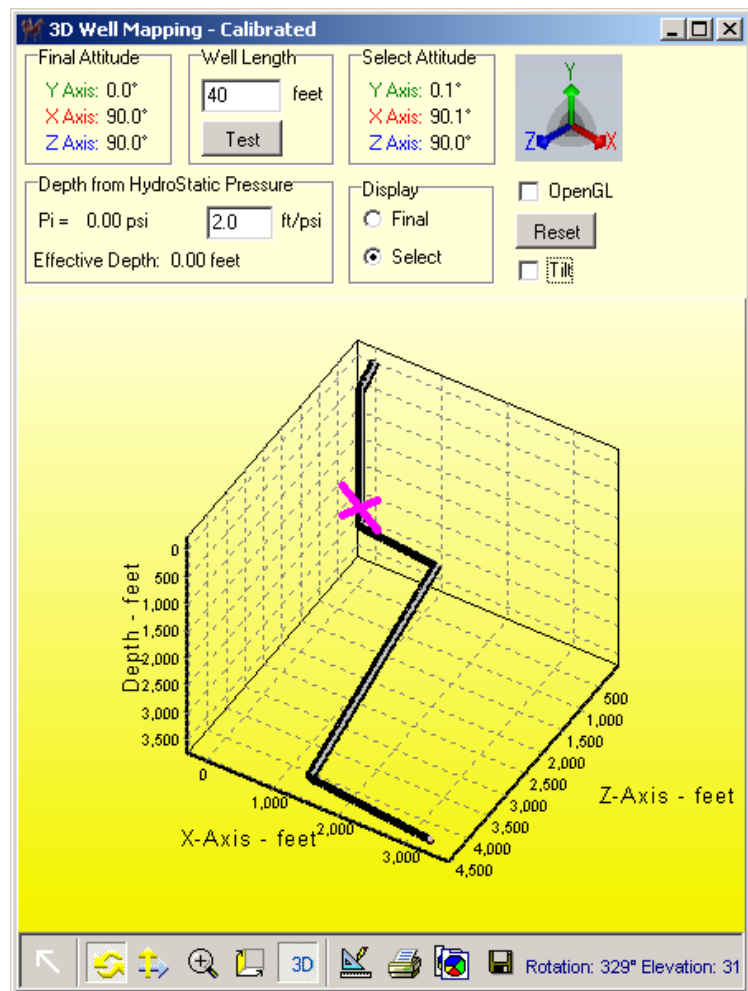 3D Well Mapping - Calibrated
Final Attitude
Y Axis: 0.0°
X Axis: 90.0°
Z Axis: 90.0°
Well Length
40 feet
Test
Select Attitude
Y Axis: 0.1°
X Axis: 90.1°
Z Axis: 90.0°
Y
Z X
Depth from HydroStatic Pressure
Pi = 0.00 psi 2.0 ft/psi
Effective Depth: 0.00 feet
Display
Final
Select
OpenGL
Reset
Tilt
Depth - feet
0
500
1,000
1,500
2,000
2,500
3,000
3,500
X-Axis - feet
0
1,000
2,000
3,000
Z-Axis - feet
500
1,000
1,500
2,000
2,500
3,000
3,500
4,000
4,500
3D
Rotation: 329° Elevation: 31